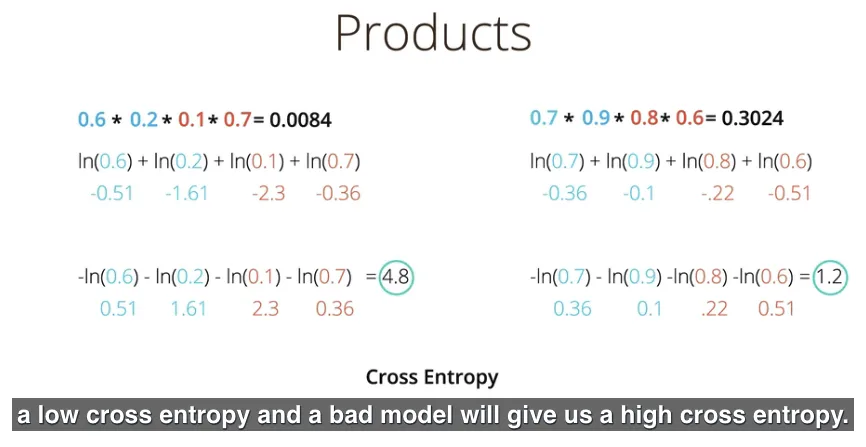 Products
0.6 * 0.2 * 0.1 * 0.7 = 0.0084
ln(0.6) + ln(0.2) + ln(0.1) + ln(0.7)
-0.51 -1.61 -2.3 -0.36
-ln(0.6) - ln(0.2) - ln(0.1) - ln(0.7) = 4.8
0.51 1.61 2.3 0.36
0.7 * 0.9 * 0.8 * 0.6 = 0.3024
ln(0.7) + ln(0.9) + ln(0.8) + ln(0.6)
-0.36 -0.1 -.22 -0.51
-ln(0.7) - ln(0.9) -ln(0.8) -ln(0.6) = 1.2
0.36 0.1 .22 0.51
Cross Entropy
a low cross entropy and a bad model will give us a high cross entropy.